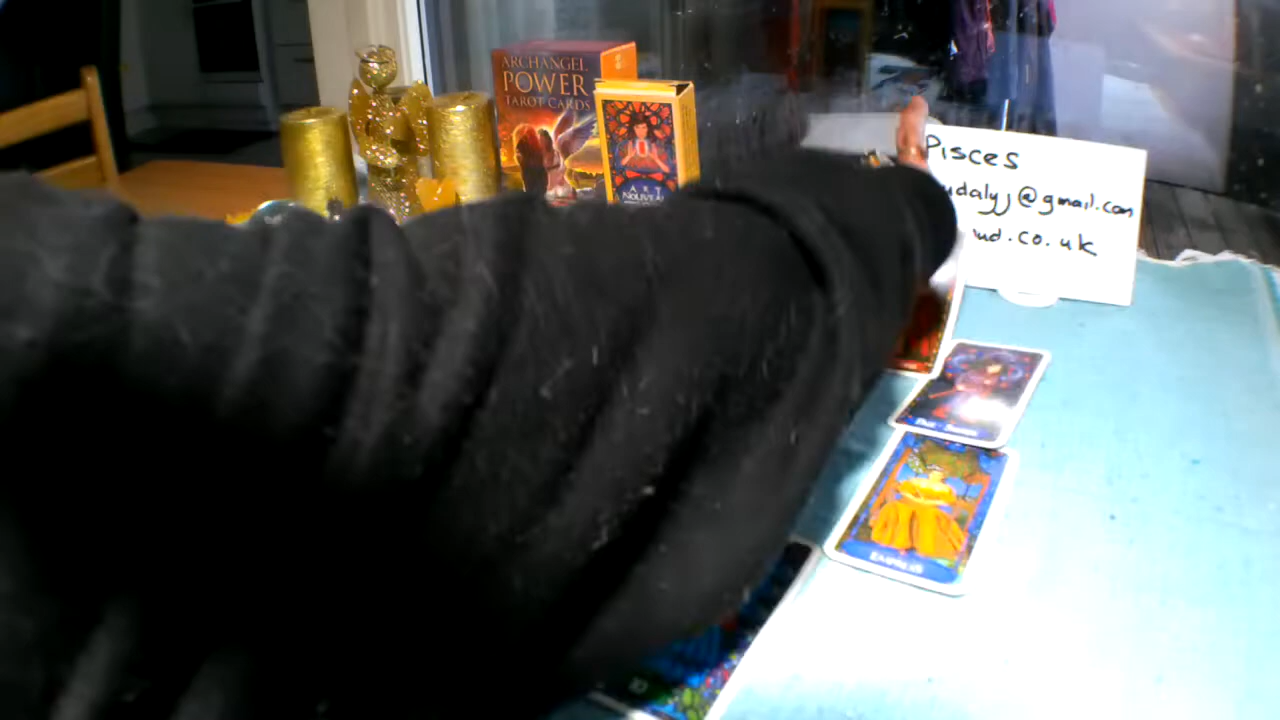 ARCHANGEL
POWER
TAROT CARDS
ART
NOUVEAU
Pisces
udalyj@gmail.com
ud.co.uk
EMPRESS